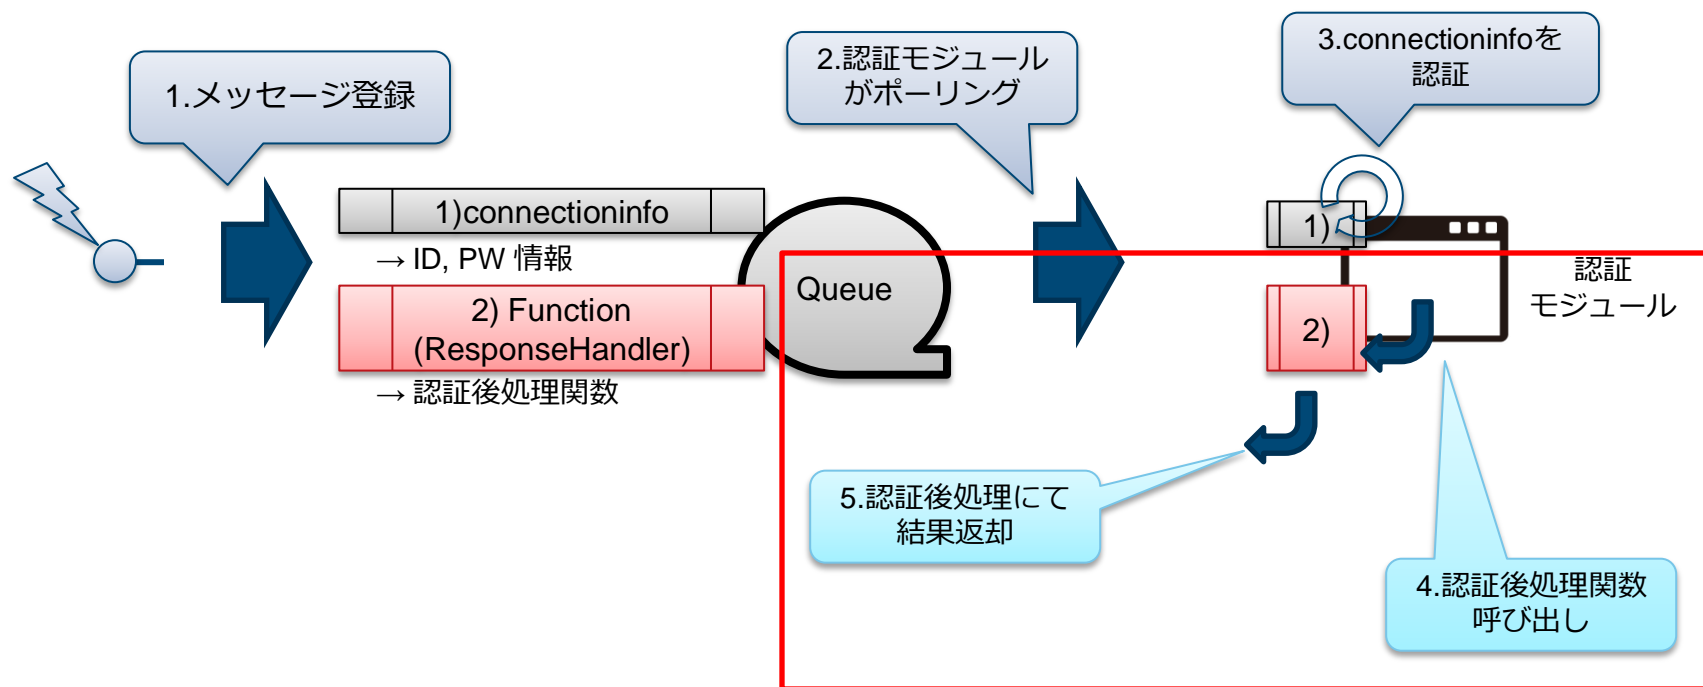 1.メッセージ登録
2.認証モジュール
がポーリング
3.connectioninfoを
認証
1)connectioninfo
→ ID, PW 情報
2) Function
(ResponseHandler)
→ 認証後処理関数
Queue
1)
2)
認証
モジュール
5.認証後処理にて
結果返却
4.認証後処理関数
呼び出し